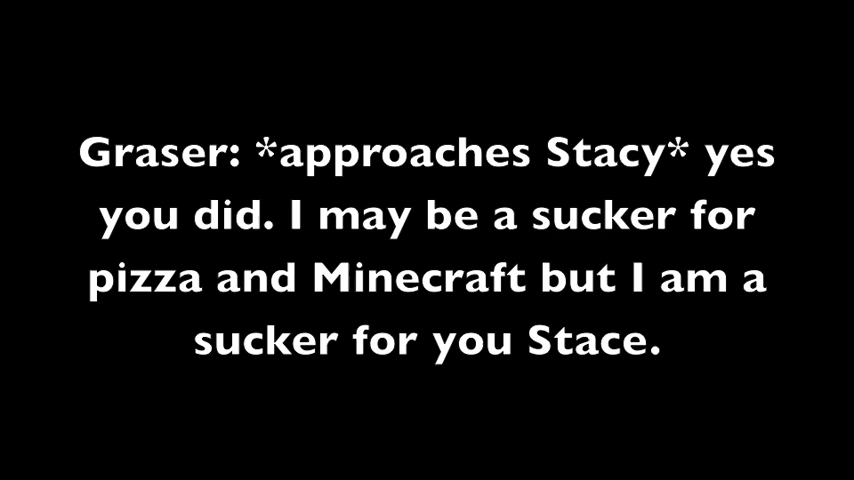 Graser: *approaches Stacy* yes
you did. I may be a sucker for
pizza and Minecraft but I am a
sucker for you Stace.